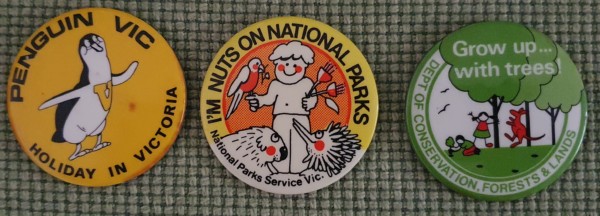 PENGUIN VIC
HOLIDAY IN VICTORIA
I'M NUTS ON NATIONAL PARKS
National Parks Service Vic.
Grow up...
with trees!
DEPT OF CONSERVATION, FORESTS & LANDS